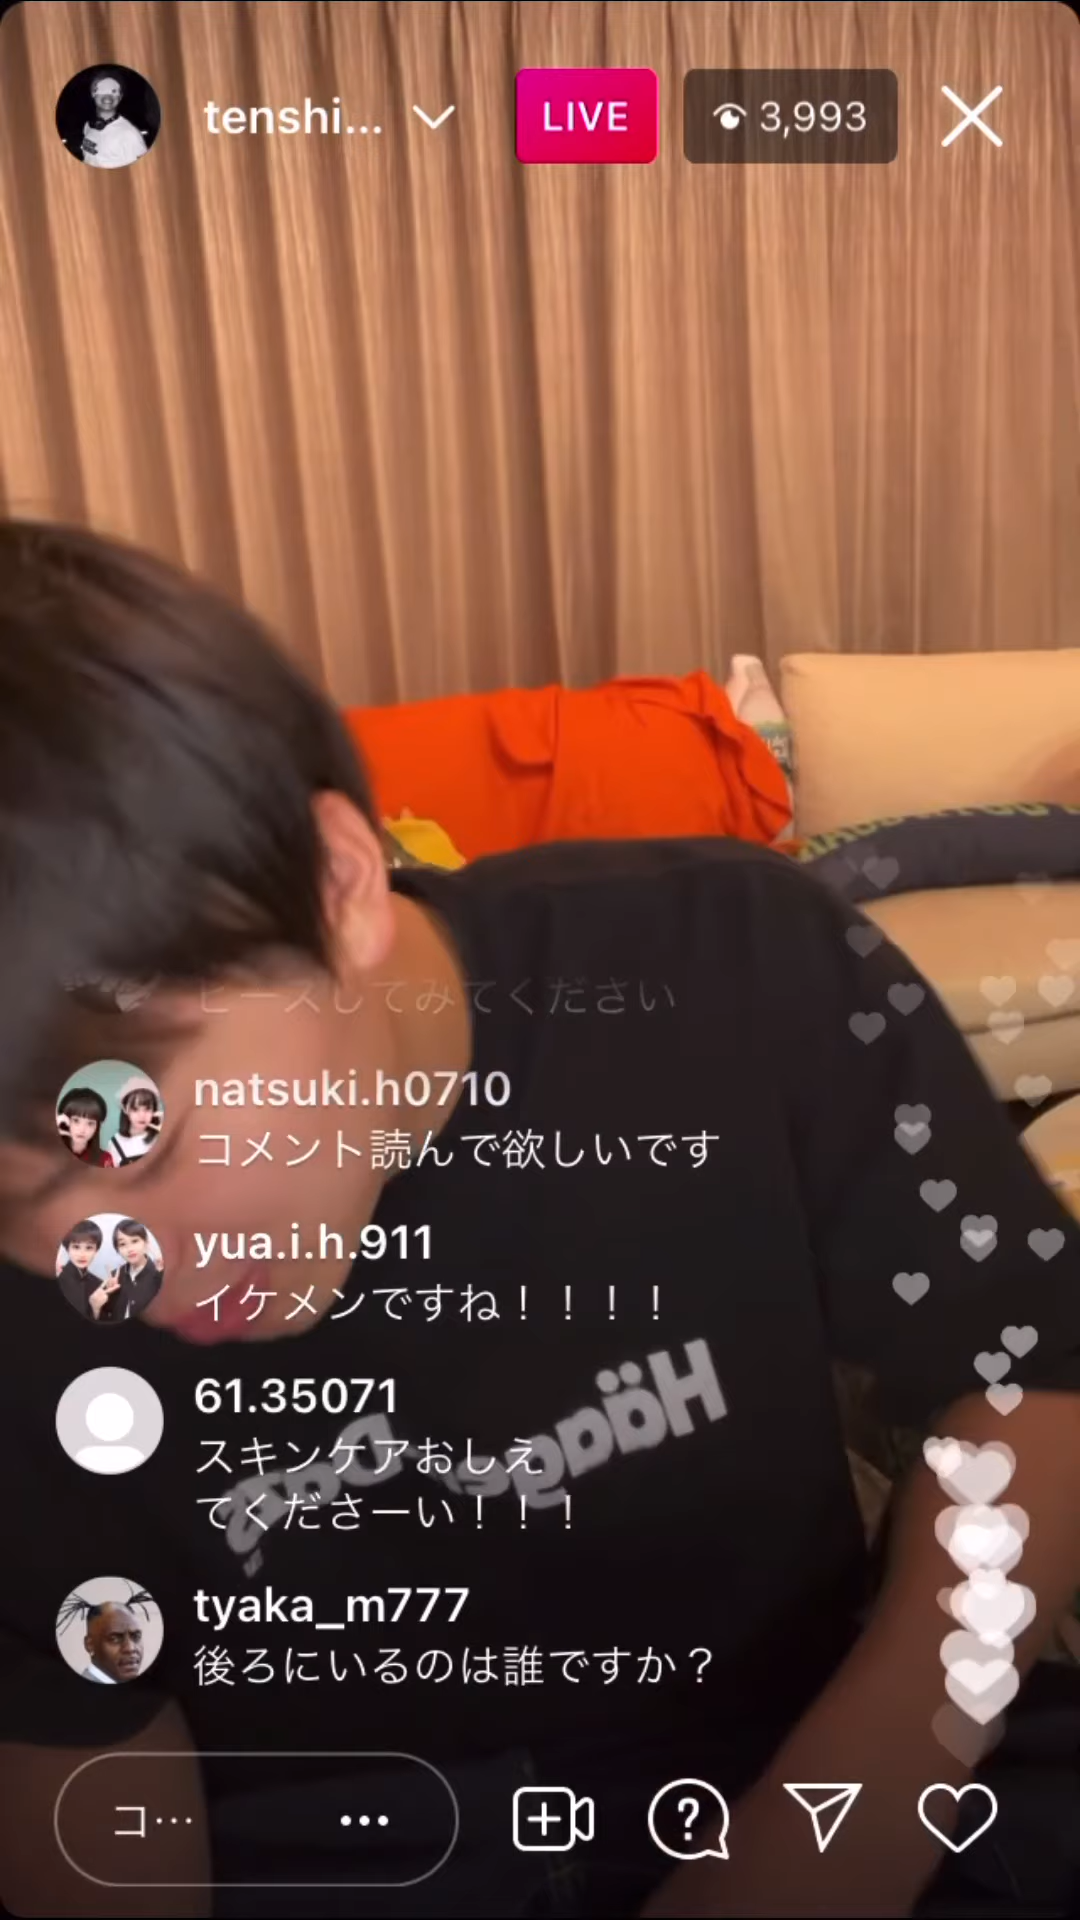 tenshi...
LIVE
3,993
ピースしてみてください
natsuki.h0710
コメント読んで欲しいです
yua.i.h.911
イケメンですね！！！！
61.35071
スキンケアおしえ
てくださーい！！！
tyaka_m777
後ろにいるのは誰ですか？
コ…